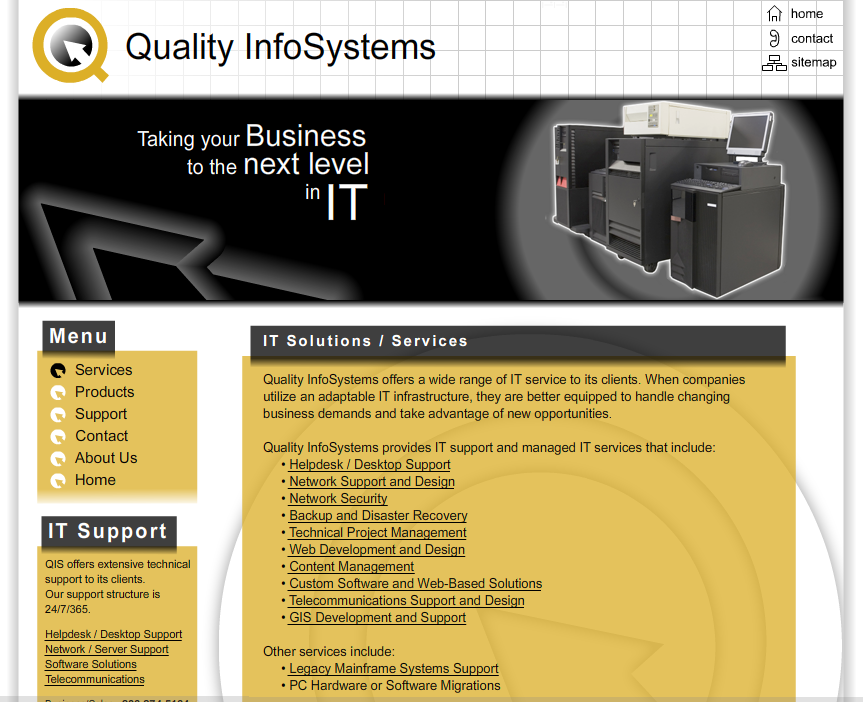 Quality InfoSystems
home
contact
sitemap
Taking your Business
to the next level
in IT
Menu
Services
Products
Support
Contact
About Us
Home
IT Support
QIS offers extensive technical
support to its clients.
Our support structure is
24/7/365.
Helpdesk / Desktop Support
Network / Server Support
Software Solutions
Telecommunications
IT Solutions / Services
Quality InfoSystems offers a wide range of IT service to its clients. When companies
utilize an adaptable IT infrastructure, they are better equipped to handle changing
business demands and take advantage of new opportunities.
Quality InfoSystems provides IT support and managed IT services that include:
• Helpdesk / Desktop Support
• Network Support and Design
• Network Security
• Backup and Disaster Recovery
• Technical Project Management
• Web Development and Design
• Content Management
• Custom Software and Web-Based Solutions
• Telecommunications Support and Design
• GIS Development and Support
Other services include:
• Legacy Mainframe Systems Support
• PC Hardware or Software Migrations